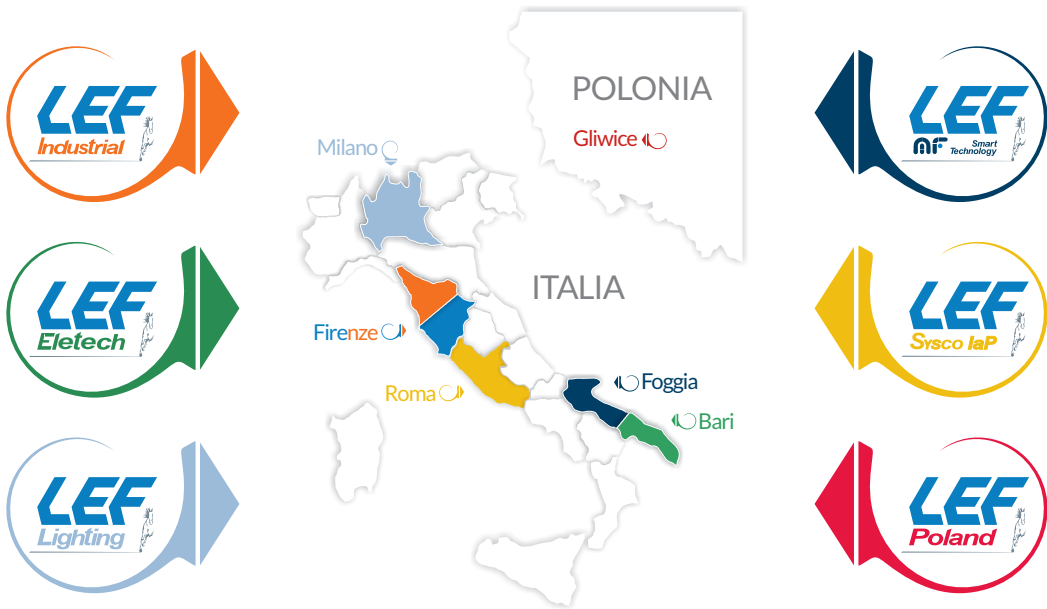 LEF
Industrial
LEF
Eletech
LEF
Lighting
POLONIA
Gliwice
Milano
ITALIA
Firenze
Roma
Foggia
Bari
LEF
AF Smart
Technology
LEF
Sysco IaP
LEF
Poland